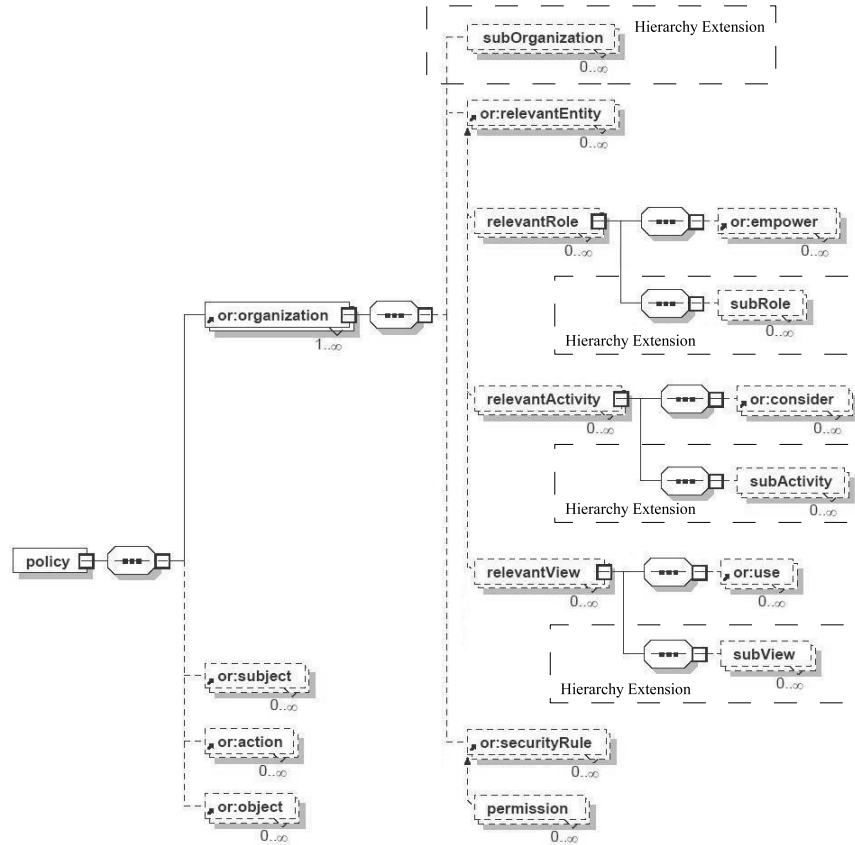 Hierarchy Extension
subOrganization
0..∞
or:relevantEntity
0..∞
relevantRole
0..∞
or:empower
0..∞
subRole
0..∞
Hierarchy Extension
or:organization
1..∞
relevantActivity
0..∞
or:consider
0..∞
subActivity
0..∞
Hierarchy Extension
policy
relevantView
0..∞
or:use
0..∞
subView
0..∞
Hierarchy Extension
or:subject
0..∞
or:action
0..∞
or:securityRule
0..∞
or:object
0..∞
permission
0..∞